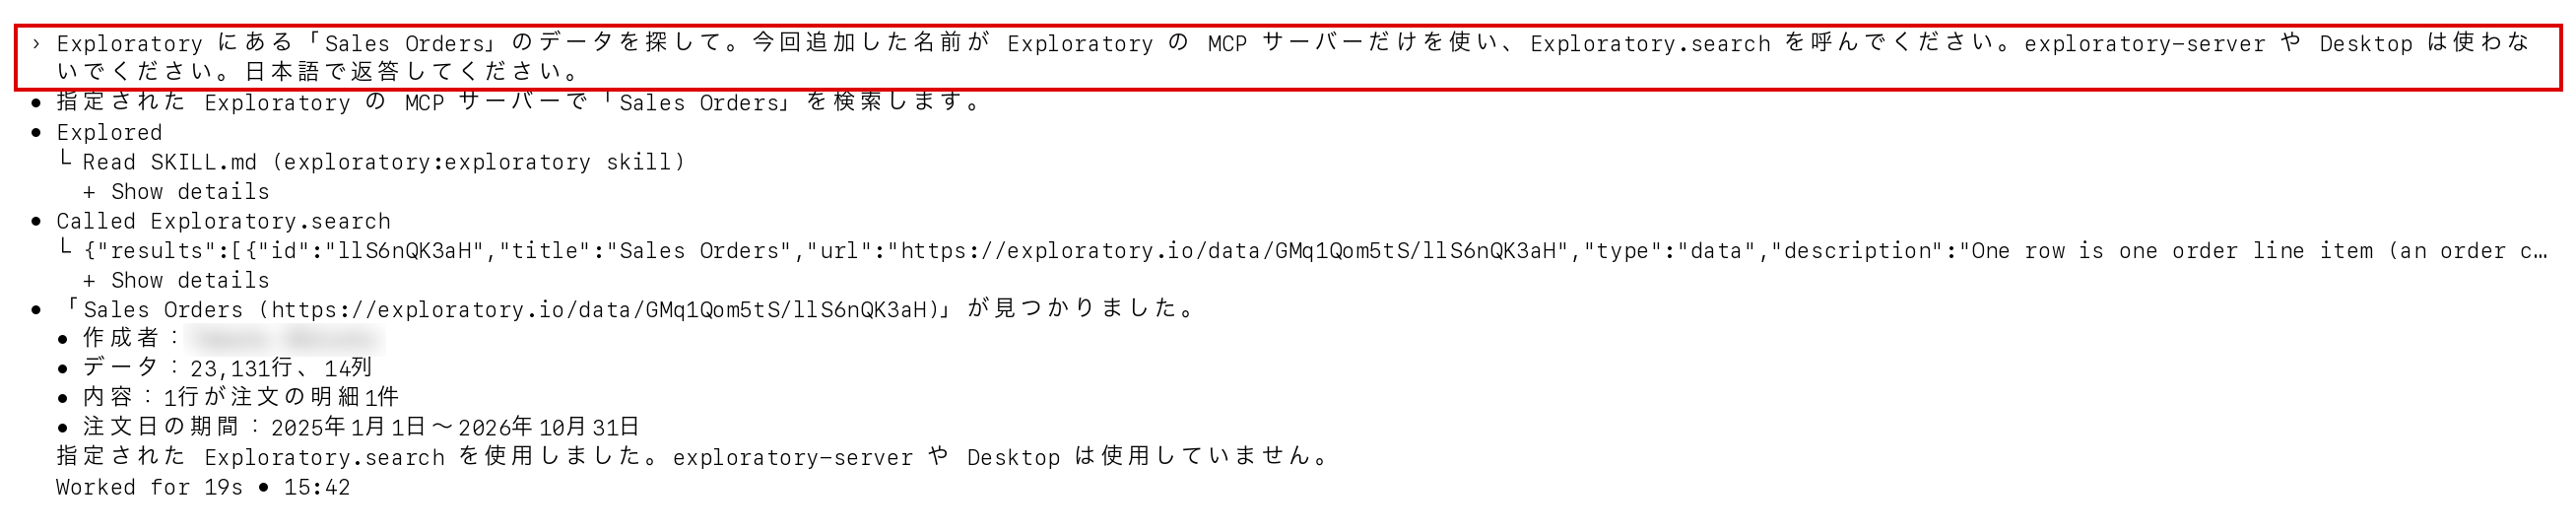 › Exploratory にある「Sales Orders」のデータを探して。今回追加した名前が Exploratory の MCP サーバーだけを使い、Exploratory.search を呼んでください。exploratory-server や Desktop は使わな
いでください。日本語で返答してください。
• 指定された Exploratory の MCP サーバーで「Sales Orders」を検索します。
• Explored
└ Read SKILL.md (exploratory:exploratory skill)
+ Show details
• Called Exploratory.search
└ {"results":[{"id":"llS6nQK3aH","title":"Sales Orders","url":"https://exploratory.io/data/GMq1Qom5tS/llS6nQK3aH","type":"data","description":"One row is one order line item (an order c…
+ Show details
• 「Sales Orders (https://exploratory.io/data/GMq1Qom5tS/llS6nQK3aH)」が見つかりました。
• 作成者：
• データ：23,131行、14列
• 内容：1行が注文の明細1件
• 注文日の期間：2025年1月1日〜2026年10月31日
指定された Exploratory.search を使用しました。exploratory-server や Desktop は使用していません。
Worked for 19s • 15:42